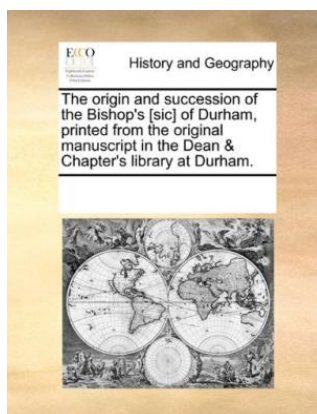 ECCO
History and Geography
The origin and succession of
the Bishop's [sic] of Durham,
printed from the original
manuscript in the Dean &
Chapter's library at Durham.